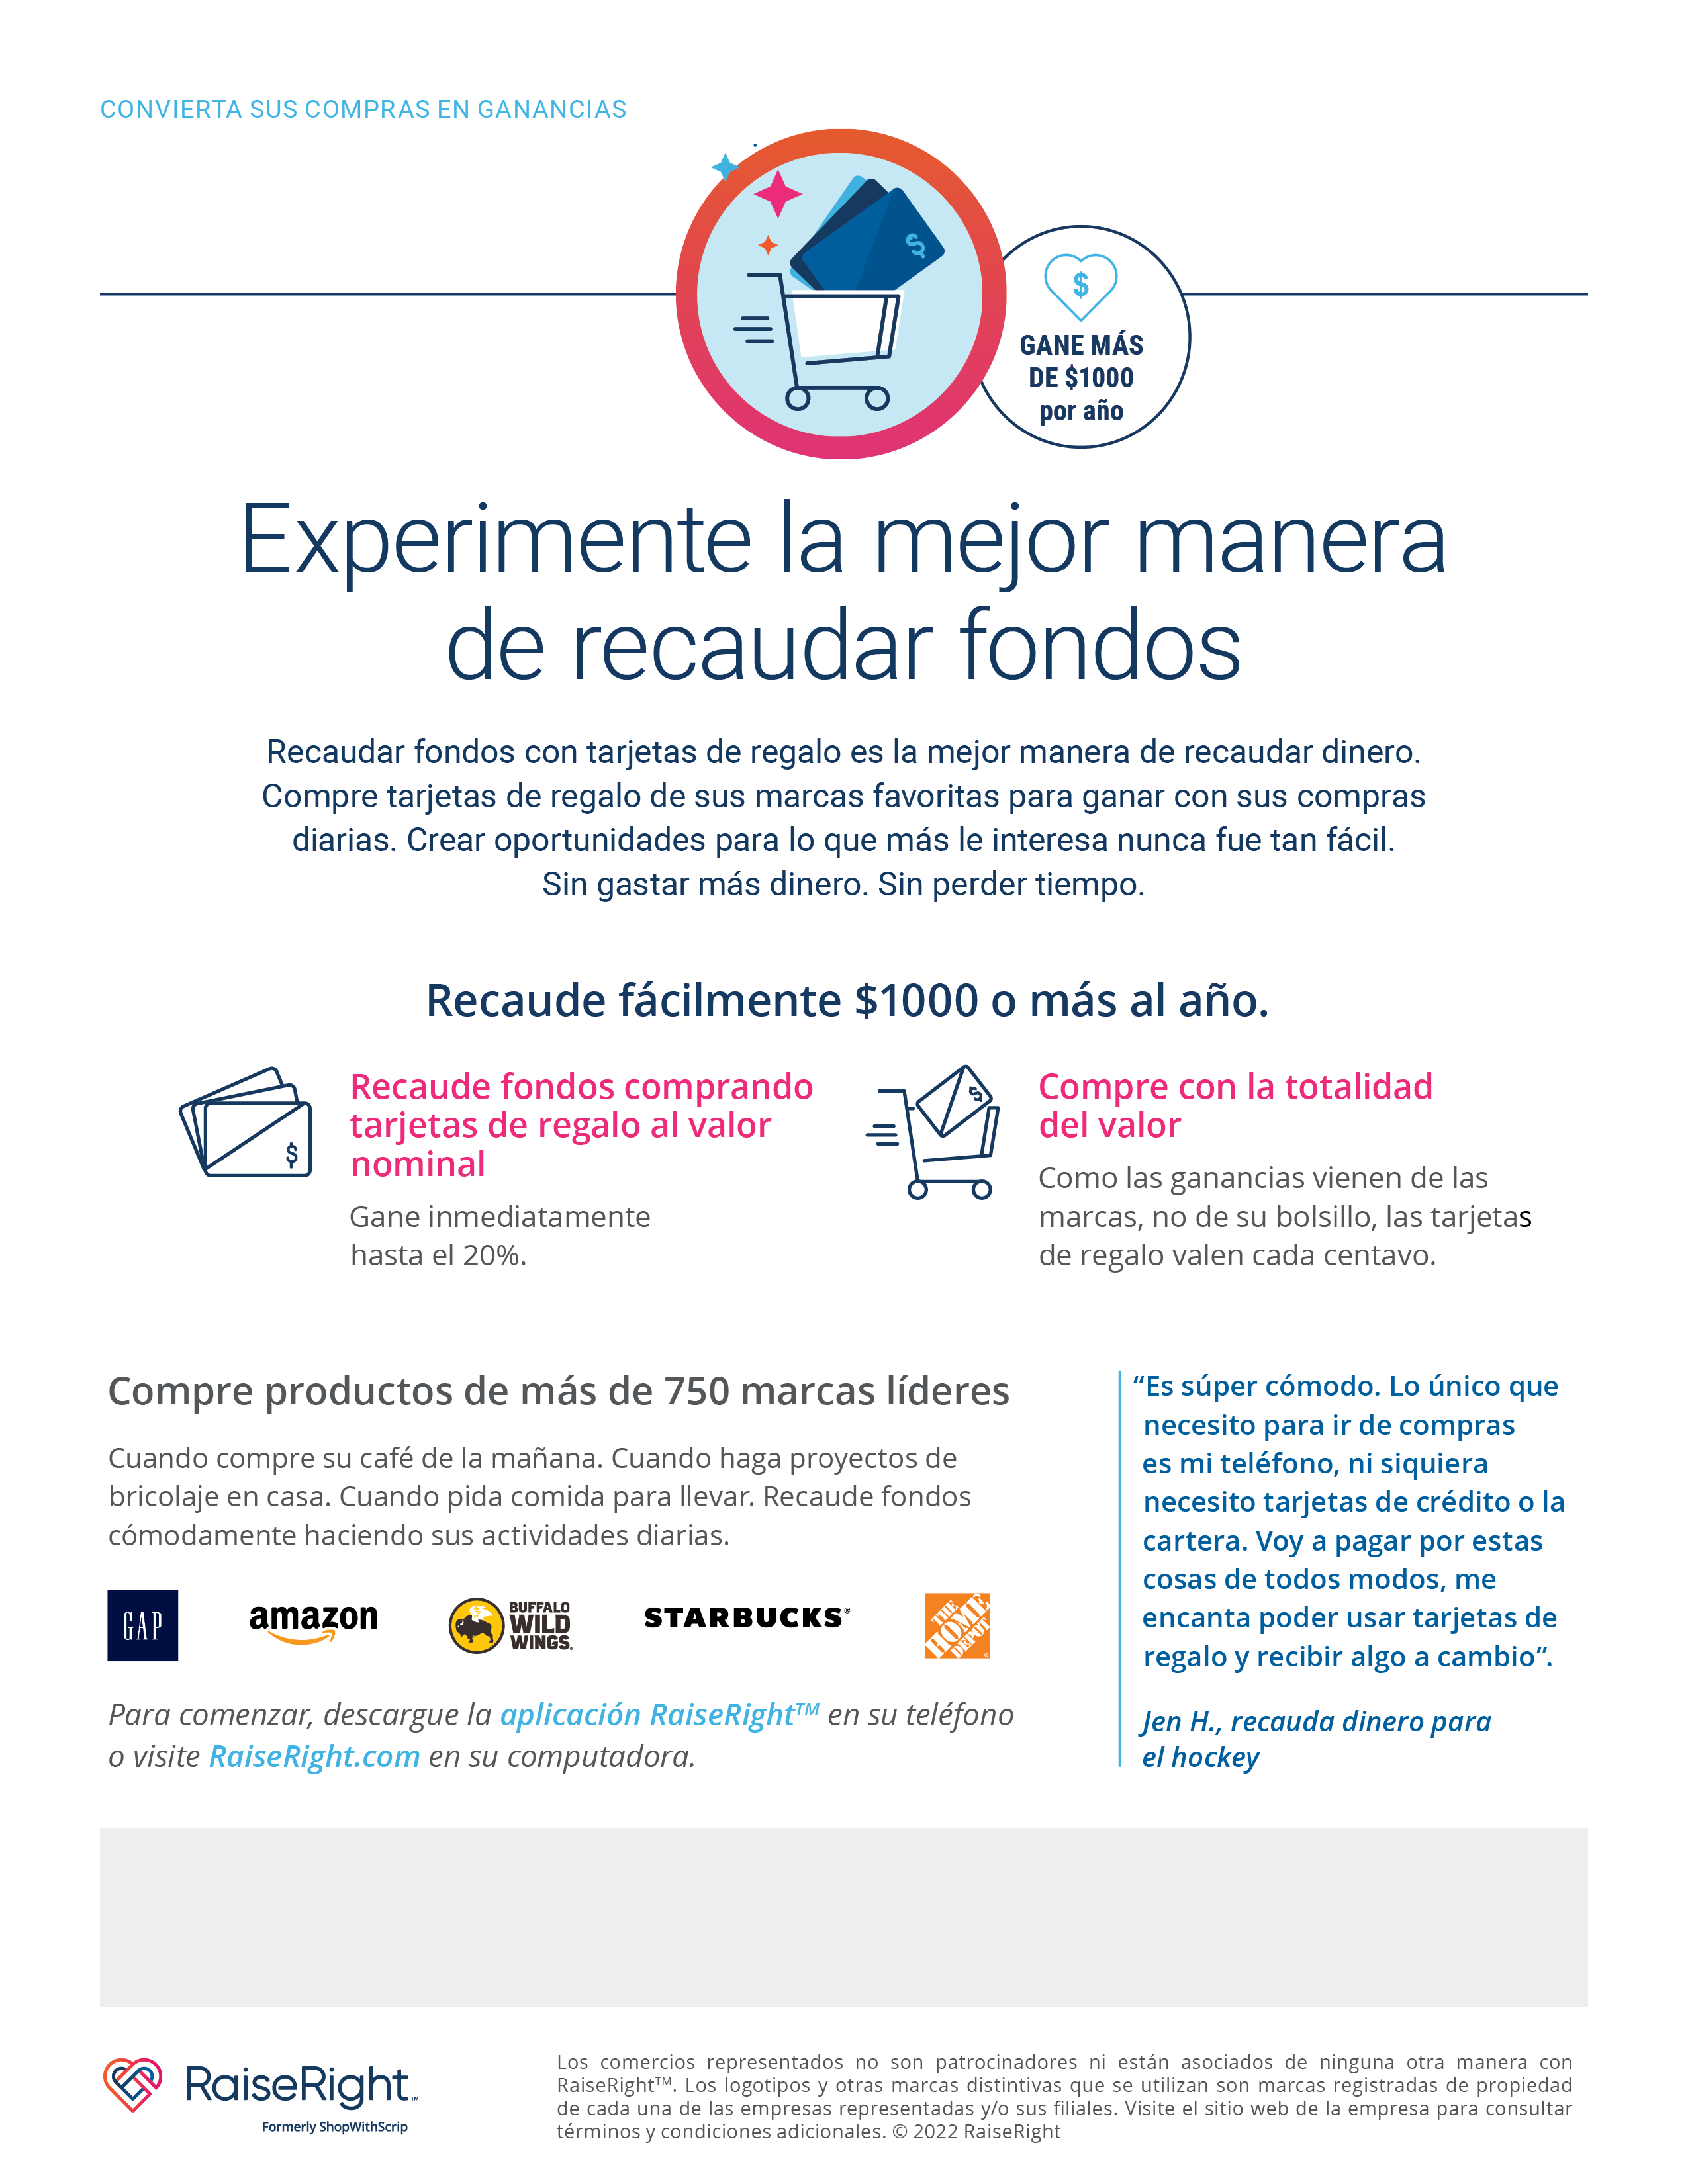 CONVIERTA SUS COMPRAS EN GANANCIAS
$
$
GANE MÁS
DE $1000
por año
Experimente la mejor manera
de recaudar fondos
Recaudar fondos con tarjetas de regalo es la mejor manera de recaudar dinero.
Compre tarjetas de regalo de sus marcas favoritas para ganar con sus compras
diarias. Crear oportunidades para lo que más le interesa nunca fue tan fácil.
Sin gastar más dinero. Sin perder tiempo.
Recaude fácilmente $1000 o más al año.
$
Recaude fondos comprando
tarjetas de regalo al valor
nominal
Gane inmediatamente
hasta el 20%.
$
Compre con la totalidad
del valor
Como las ganancias vienen de las
marcas, no de su bolsillo, las tarjetas
de regalo valen cada centavo.
Compre productos de más de 750 marcas líderes
Cuando compre su café de la mañana. Cuando haga proyectos de
bricolaje en casa. Cuando pida comida para llevar. Recaude fondos
cómodamente haciendo sus actividades diarias.
GAP
amazon
BUFFALO
WILD
WINGS.
STARBUCKS®
THE
HOME
DEPOT
Para comenzar, descargue la aplicación RaiseRight™ en su teléfono
o visite RaiseRight.com en su computadora.
“Es súper cómodo. Lo único que
necesito para ir de compras
es mi teléfono, ni siquiera
necesito tarjetas de crédito o la
cartera. Voy a pagar por estas
cosas de todos modos, me
encanta poder usar tarjetas de
regalo y recibir algo a cambio”.
Jen H., recauda dinero para
el hockey
RaiseRight™
Formerly ShopWithScrip
Los comercios representados no son patrocinadores ni están asociados de ninguna otra manera con
RaiseRight™. Los logotipos y otras marcas distintivas que se utilizan son marcas registradas de propiedad
de cada una de las empresas representadas y/o sus filiales. Visite el sitio web de la empresa para consultar
términos y condiciones adicionales. © 2022 RaiseRight